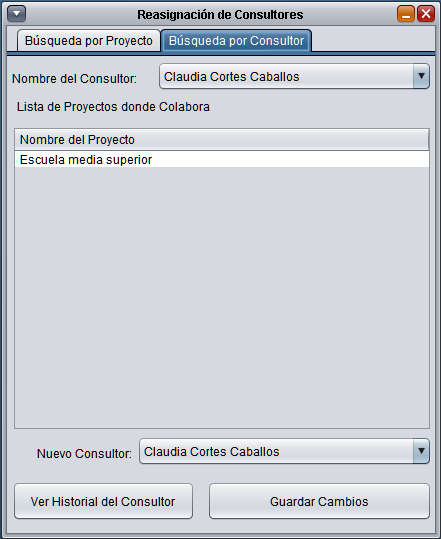 Reasignación de Consultores
Búsqueda por Proyecto
Búsqueda por Consultor
Nombre del Consultor: Claudia Cortes Caballos
Lista de Proyectos donde Colabora
Nombre del Proyecto
Escuela media superior
Nuevo Consultor: Claudia Cortes Caballos
Ver Historial del Consultor
Guardar Cambios